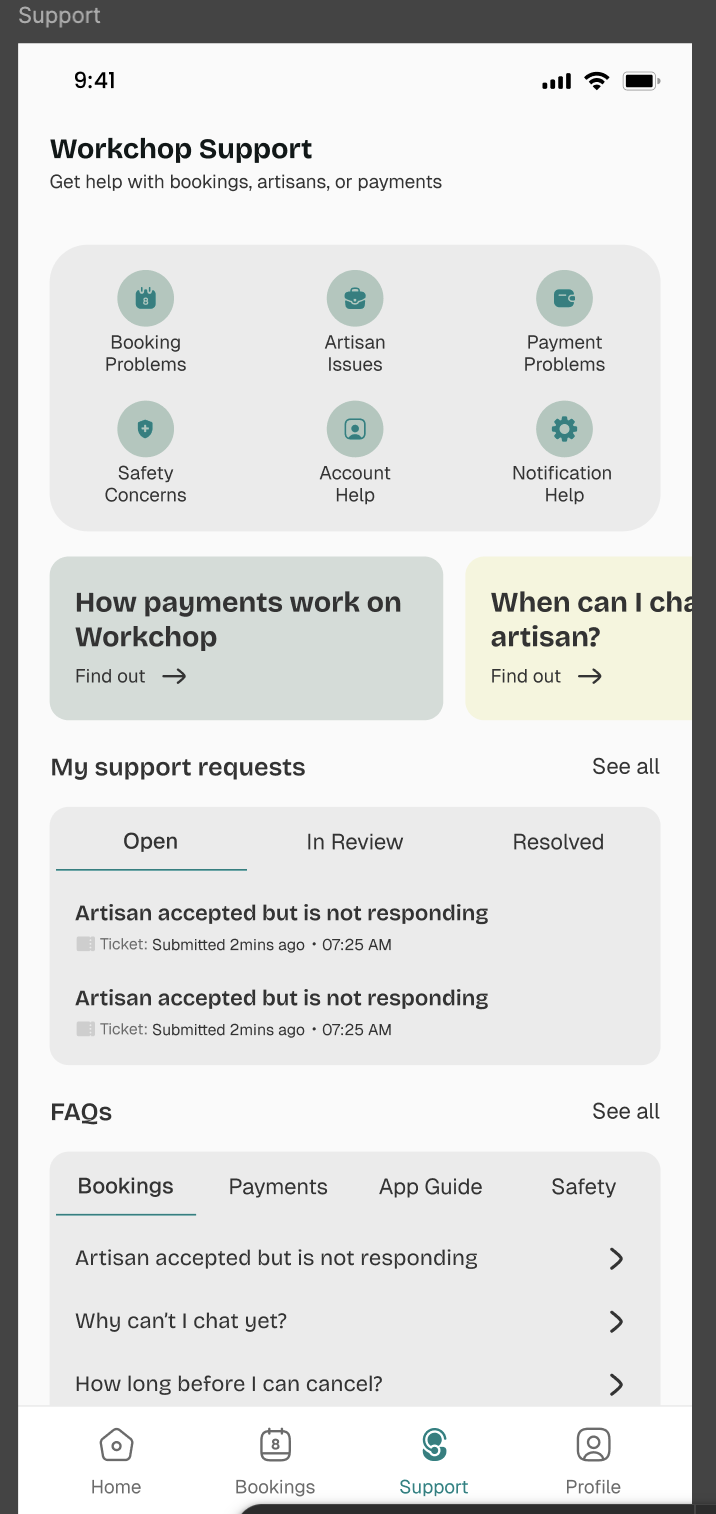 Support
9:41
Workchop Support
Get help with bookings, artisans, or payments
8
Booking
Problems
Artisan
Issues
Payment
Problems
Safety
Concerns
Account
Help
Notification
Help
How payments work on
Workchop
Find out
When can I cha
artisan?
Find out
My support requests
See all
Open
In Review
Resolved
Artisan accepted but is not responding
Ticket: Submitted 2mins ago • 07:25 AM
Artisan accepted but is not responding
Ticket: Submitted 2mins ago • 07:25 AM
FAQs
See all
Bookings
Payments
App Guide
Safety
Artisan accepted but is not responding
Why can't I chat yet?
How long before I can cancel?
8
Home
Bookings
Support
Profile